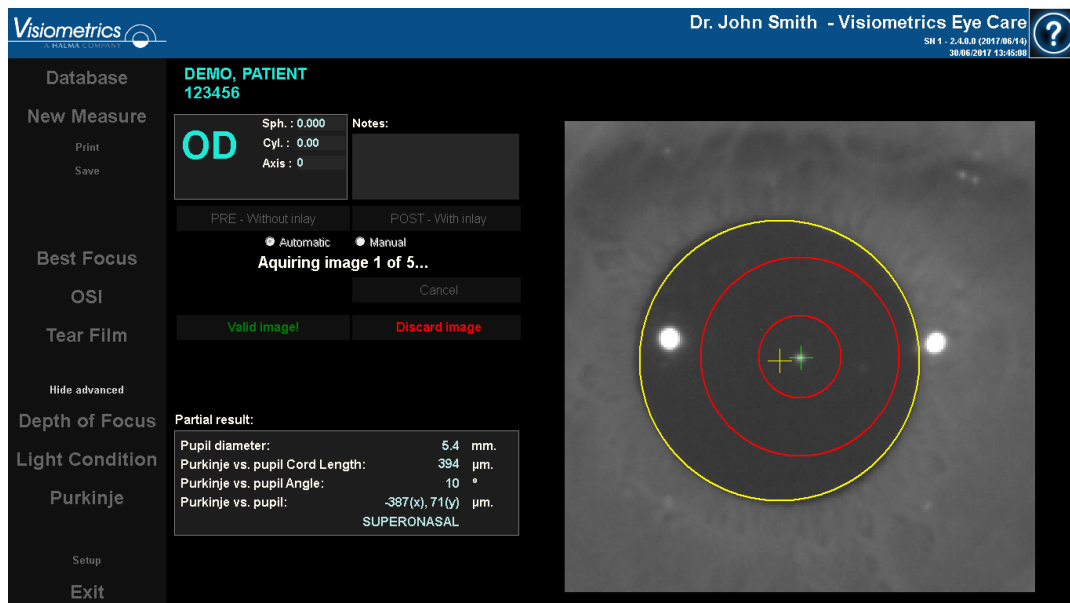 Visiometrics
A HALMA COMPANY
Dr. John Smith - Visiometrics Eye Care
SN 1 - 2.4.0.0 (2017/06/14)
30/06/2017 13:45:08
?
Database
New Measure
Print
Save
Best Focus
OSI
Tear Film
Hide advanced
Depth of Focus
Light Condition
Purkinje
Setup
Exit
DEMO, PATIENT
123456
OD
Sph. : 0.000
Cyl. : 0.00
Axis : 0
Notes:
PRE - Without inlay
POST - With inlay
Automatic
Manual
Aquiring image 1 of 5...
Cancel
Valid image!
Discard image
Partial result:
Pupil diameter: 5.4 mm.
Purkinje vs. pupil Cord Length: 394 µm.
Purkinje vs. pupil Angle: 10 º
Purkinje vs. pupil: -387(x), 71(y) µm.
SUPERONASAL